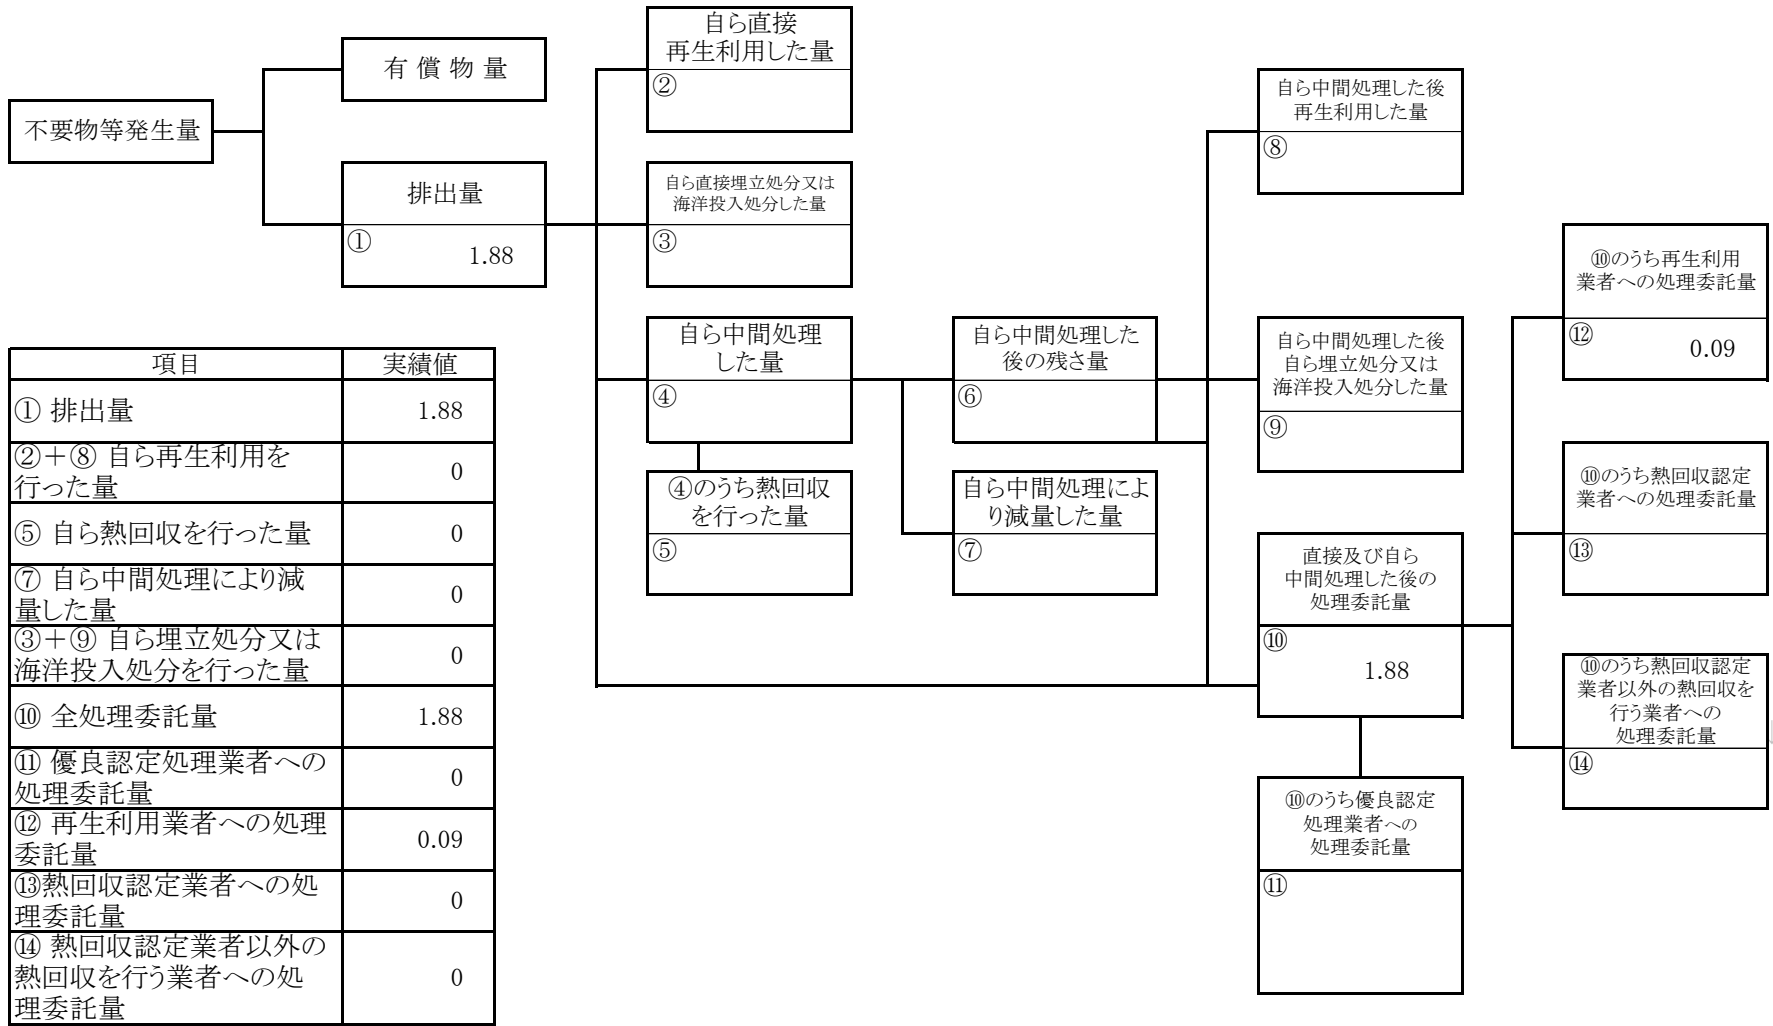 不要物等発生量
有 償 物 量
排出量
①
1.88
自ら直接
再生利用した量
②
自ら直接埋立処分又は
海洋投入処分した量
③
自ら中間処理
した量
④
④のうち熱回収
を行った量
⑤
自ら中間処理した
後の残さ量
⑥
自ら中間処理によ
り減量した量
⑦
自ら中間処理した後
再生利用した量
⑧
自ら中間処理した後
自ら埋立処分又は
海洋投入処分した量
⑨
直接及び自ら
中間処理した後の
処理委託量
⑩
1.88
⑩のうち優良認定
処理業者への
処理委託量
⑪
⑩のうち再生利用
業者への処理委託量
⑫
0.09
⑩のうち熱回収認定
業者への処理委託量
⑬
⑩のうち熱回収認定
業者以外の熱回収を
行う業者への
処理委託量
⑭
項目 実績値
① 排出量 1.88
②＋⑧ 自ら再生利用を
行った量
0
⑤ 自ら熱回収を行った量 0
⑦ 自ら中間処理により減
量した量
0
③＋⑨ 自ら埋立処分又は
海洋投入処分を行った量
0
⑩ 全処理委託量 1.88
⑪ 優良認定処理業者への
処理委託量
0
⑫ 再生利用業者への処理
委託量
0.09
⑬熱回収認定業者への処
理委託量
0
⑭ 熱回収認定業者以外の
熱回収を行う業者への処
理委託量
0